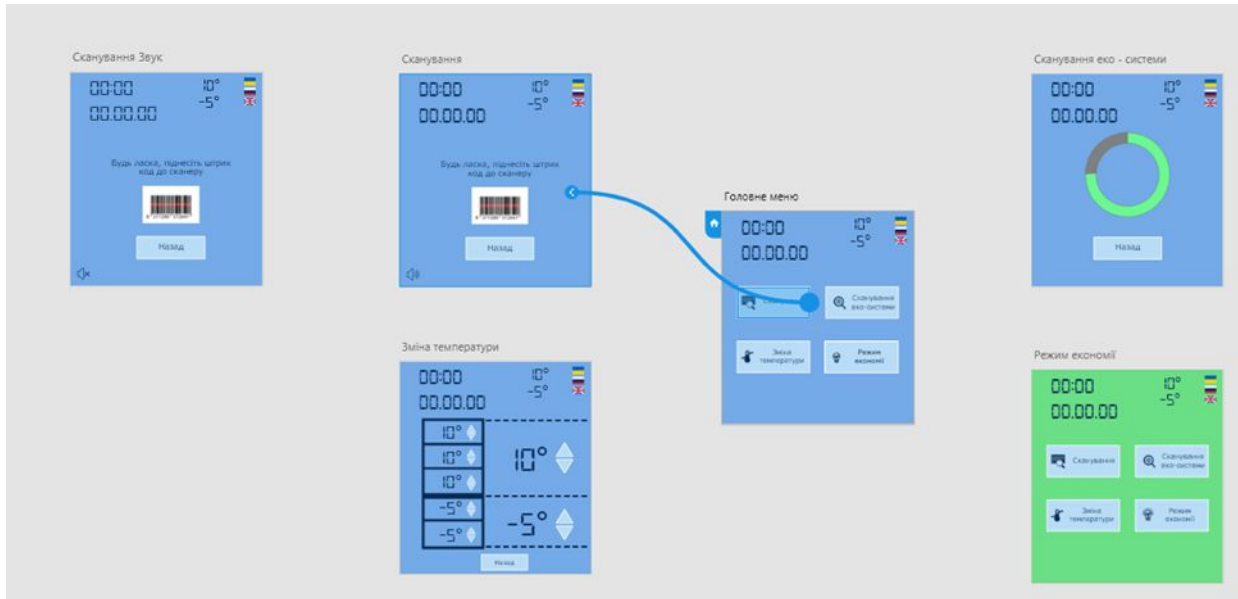 Сканування Звук
00:00
10°
-5°
00.00.00
Будь ласка, піднесіть штрих
код до сканеру
Назад
Сканування
00:00
10°
-5°
00.00.00
Будь ласка, піднесіть штрих
код до сканеру
Назад
Головне меню
00:00
10°
-5°
00.00.00
Сканування
еко-системи
Зміна
температури
Режим
економії
Сканування еко - системи
00:00
10°
-5°
00.00.00
Назад
Зміна температури
00:00
10°
-5°
00.00.00
10°
10°
10°
10°
-5°
-5°
-5°
Назад
Режим економії
00:00
10°
-5°
00.00.00
Сканування
Сканування
еко-системи
Зміна
температури
Режим
економії